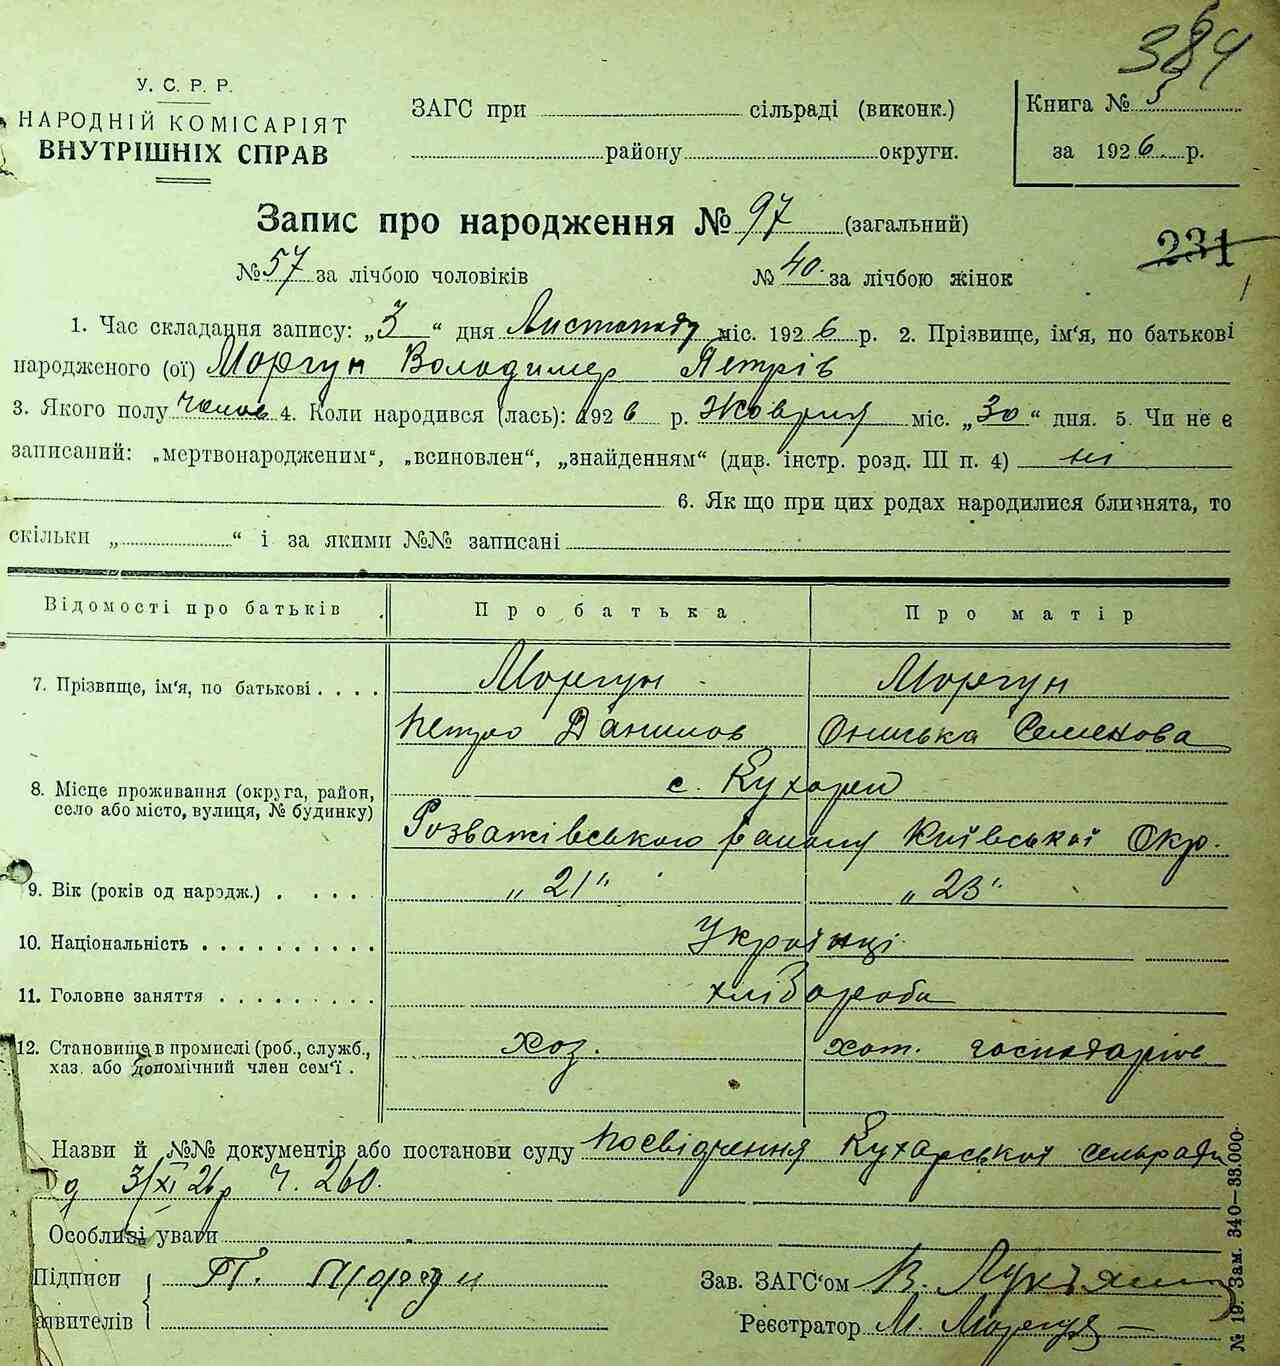 384
У. С. Р. Р.
НАРОДНІЙ КОМІСАРІЯТ
ВНУТРІШНІХ СПРАВ
ЗАГС при сільраді (виконк.)
району округи.
Книга № 3
за 1926 р.
Запис про народження № 97 (загальний)
231
№ 57 за лічбою чоловіків № 40 за лічбою жінок
1. Час складання запису: „3“ дня Листопаду міс. 1926 р. 2. Прізвище, ім‘я, по батькові
народженого (ої) Моргун Володимер Петрів
3. Якого полу 4. Коли народився (лась): 1926 р. Жовтня міс. „30“ дня. 5. Чи не є
записаний: „мертвонародженим“, „всиновлен“, „знайденням“ (див. інстр. розд. III п. 4) ні
6. Як що при цих родах народилися близнята, то
скільки „ “ і за якими №№ записані
Відомості про батьків Про батька Про матір
7. Прізвище, ім‘я, по батькові . . . . Моргун Моргун
Петро Данилов Ониська Семенова
8. Місце проживання (округа, район, село або місто, вулиця, № будинку) с. Кухарі
Розважівського району Київської Окр.
9. Вік (років од народж.) . . . . . „21“ „23“
10. Національність . . . . . . . . . . Українці
11. Головне заняття . . . . . . . . . хлібороби
12. Становище в промислі (роб., служб., хаз. або допомічний член сем‘ї . хоз. хат. господарюв
Назви й №№ документів або постанови суду Посвідчення Кухарської сельради
д 3/XI 26 р Ч. 260.
Особливі уваги
Підписи П. Моргун Зав. ЗАГС‘ом В.
явителів Реєстратор М. Моргун
№ 19. Зам. 340—33.000.